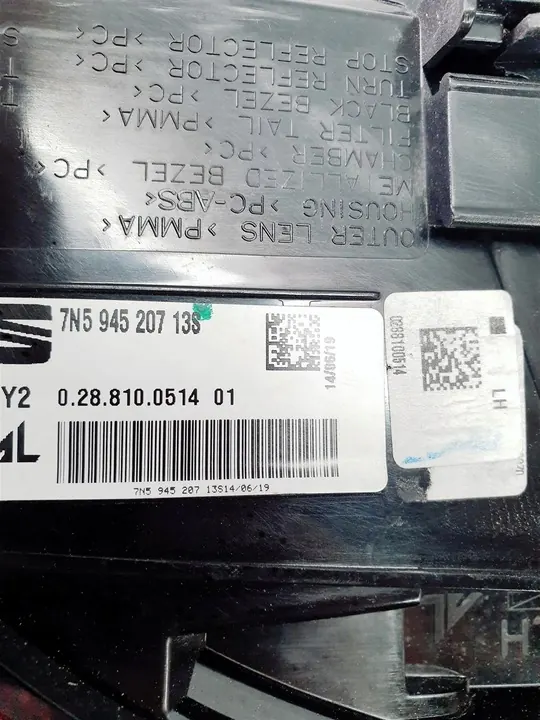 OUTER LENS >PMMA<
HOUSING >PC-ABS<
METALLIZED BEZEL >PC<
CHAMBER >PC<
FILTER TAIL >PMMA<
BLACK BEZEL >PC<
TURN REFLECTOR >PC<
STOP REFLECTOR >PC<
7N5 945 207 13S
14/06/19
Y2 0.28.810.0514 01
AL
7N5 945 207 13S14/06/19
0288100514
LH